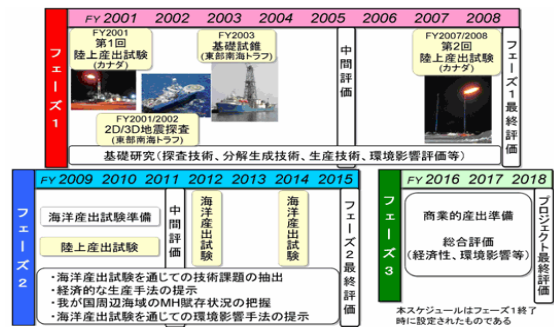 FY 2001 2002 2003 2004 2005 2006 2007 2008
フェーズ1
FY2001
第1回
陸上産出試験
(カナダ)
FY2001/2002
2D/3D地震探査
(東部南海トラフ)
FY2003
基礎試錐
(東部南海トラフ)
中間評価
FY2007/2008
第2回
陸上産出試験
(カナダ)
フェーズ1最終評価
基礎研究(探査技術、分解生成技術、生産技術、環境影響評価等)
FY 2009 2010 2011 2012 2013 2014 2015
フェーズ2
海洋産出試験準備
陸上産出試験
中間評価
海洋産出試験
海洋産出試験
フェーズ2最終評価
・海洋産出試験を通じての技術課題の抽出
・経済的な生産手法の提示
・我が国周辺海域のMH賦存状況の把握
・海洋産出試験を通じての環境影響手法の提示
FY 2016 2017 2018
フェーズ3
商業的産出準備
総合評価
(経済性、環境影響等)
プロジェクト最終評価
本スケジュールはフェーズ1終了
時に設定されたものである